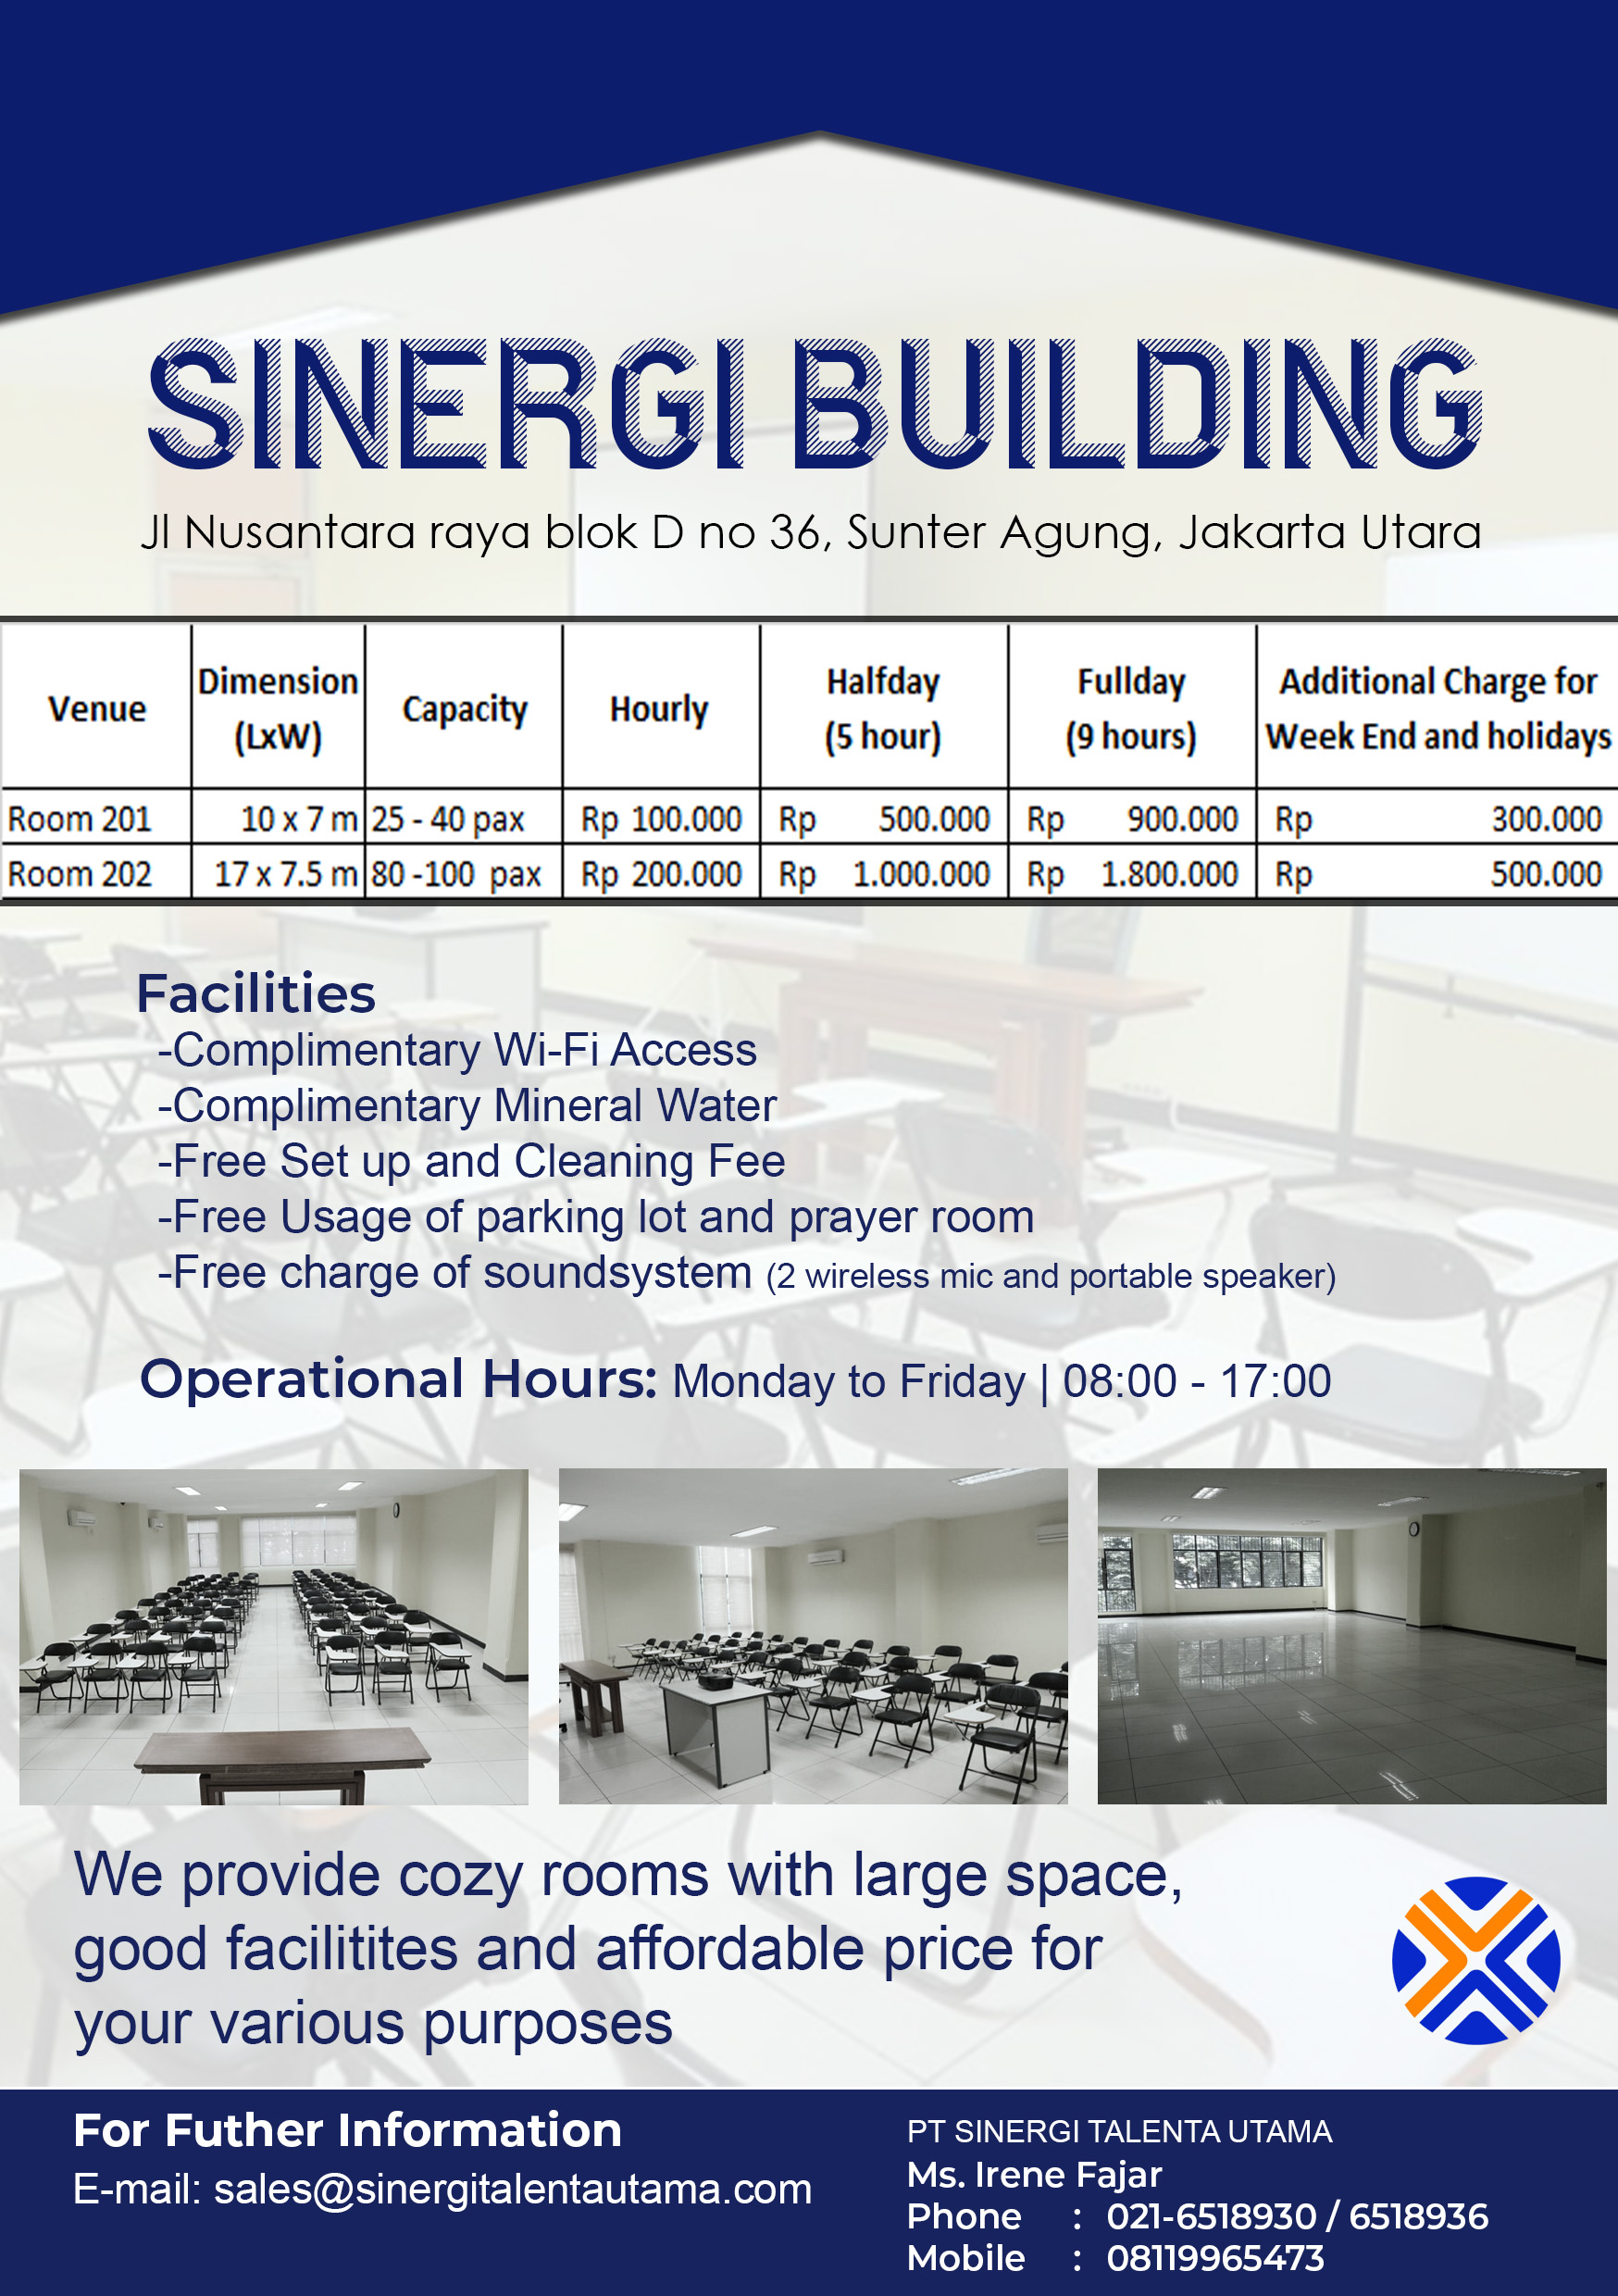 SINERGI BUILDING
Jl Nusantara raya blok D no 36, Sunter Agung, Jakarta Utara
Venue Dimension (LxW) Capacity Hourly Halfday (5 hour) Fullday (9 hours) Additional Charge for Week End and holidays
Room 201 10 x 7 m 25 - 40 pax Rp 100.000 Rp 500.000 Rp 900.000 Rp 300.000
Room 202 17 x 7.5 m 80 -100 pax Rp 200.000 Rp 1.000.000 Rp 1.800.000 Rp 500.000
Facilities
-Complimentary Wi-Fi Access
-Complimentary Mineral Water
-Free Set up and Cleaning Fee
-Free Usage of parking lot and prayer room
-Free charge of soundsystem (2 wireless mic and portable speaker)
Operational Hours: Monday to Friday | 08:00 - 17:00
We provide cozy rooms with large space,
good facilitites and affordable price for
your various purposes
For Futher Information
E-mail: sales@sinergitalentautama.com
PT SINERGI TALENTA UTAMA
Ms. Irene Fajar
Phone : 021-6518930 / 6518936
Mobile : 08119965473